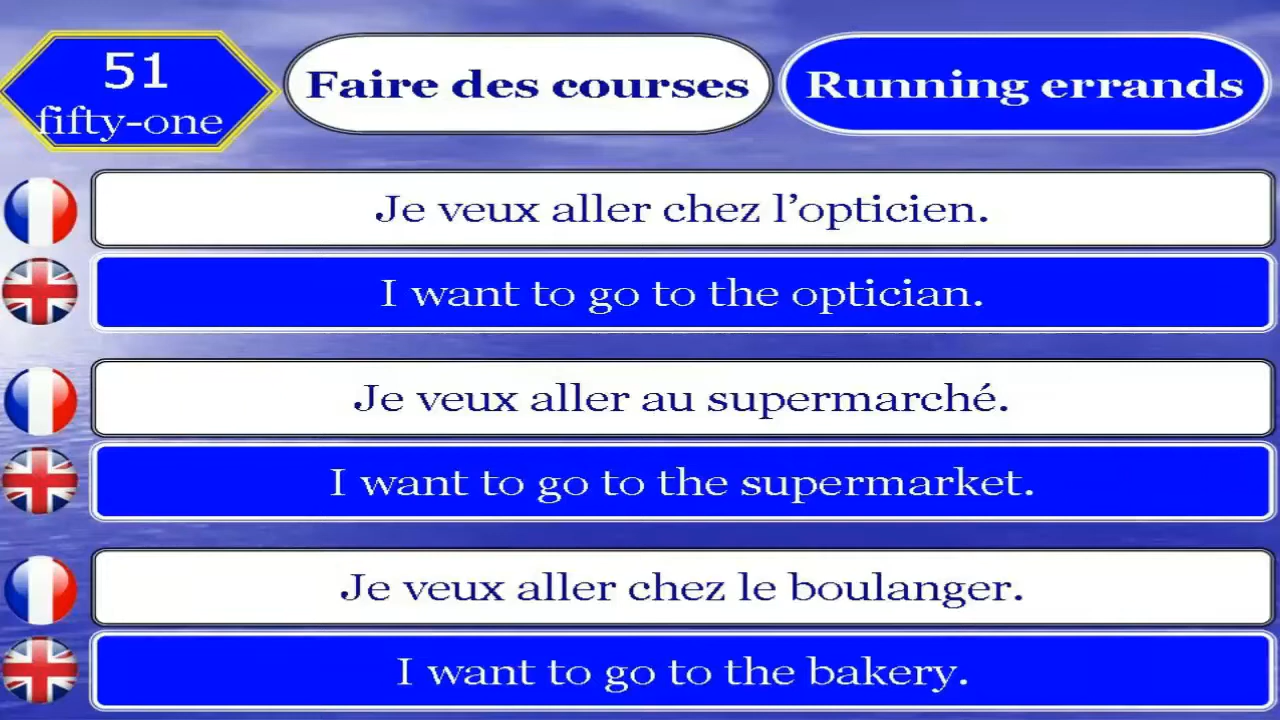 51
fifty-one
Faire des courses
Running errands
Je veux aller chez l’opticien.
I want to go to the optician.
Je veux aller au supermarché.
I want to go to the supermarket.
Je veux aller chez le boulanger.
I want to go to the bakery.